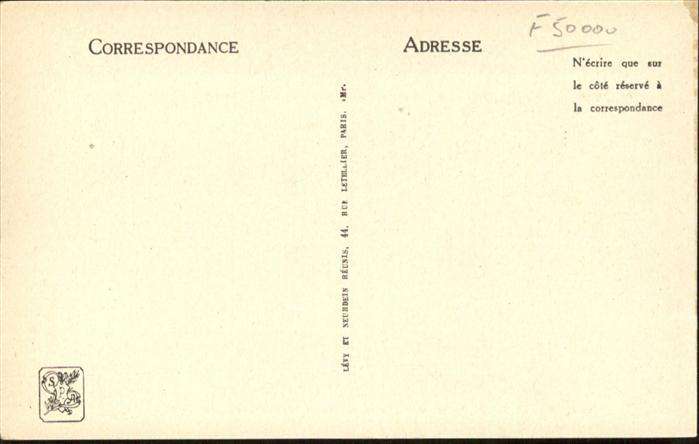 F 50000
CORRESPONDANCE
ADRESSE
N'écrire que sur
le côté réservé à
la correspondance
LÉVY ET NEURDEIN RÉUNIS, 44, RUE LETELLIER, PARIS. -Mr-
S P A